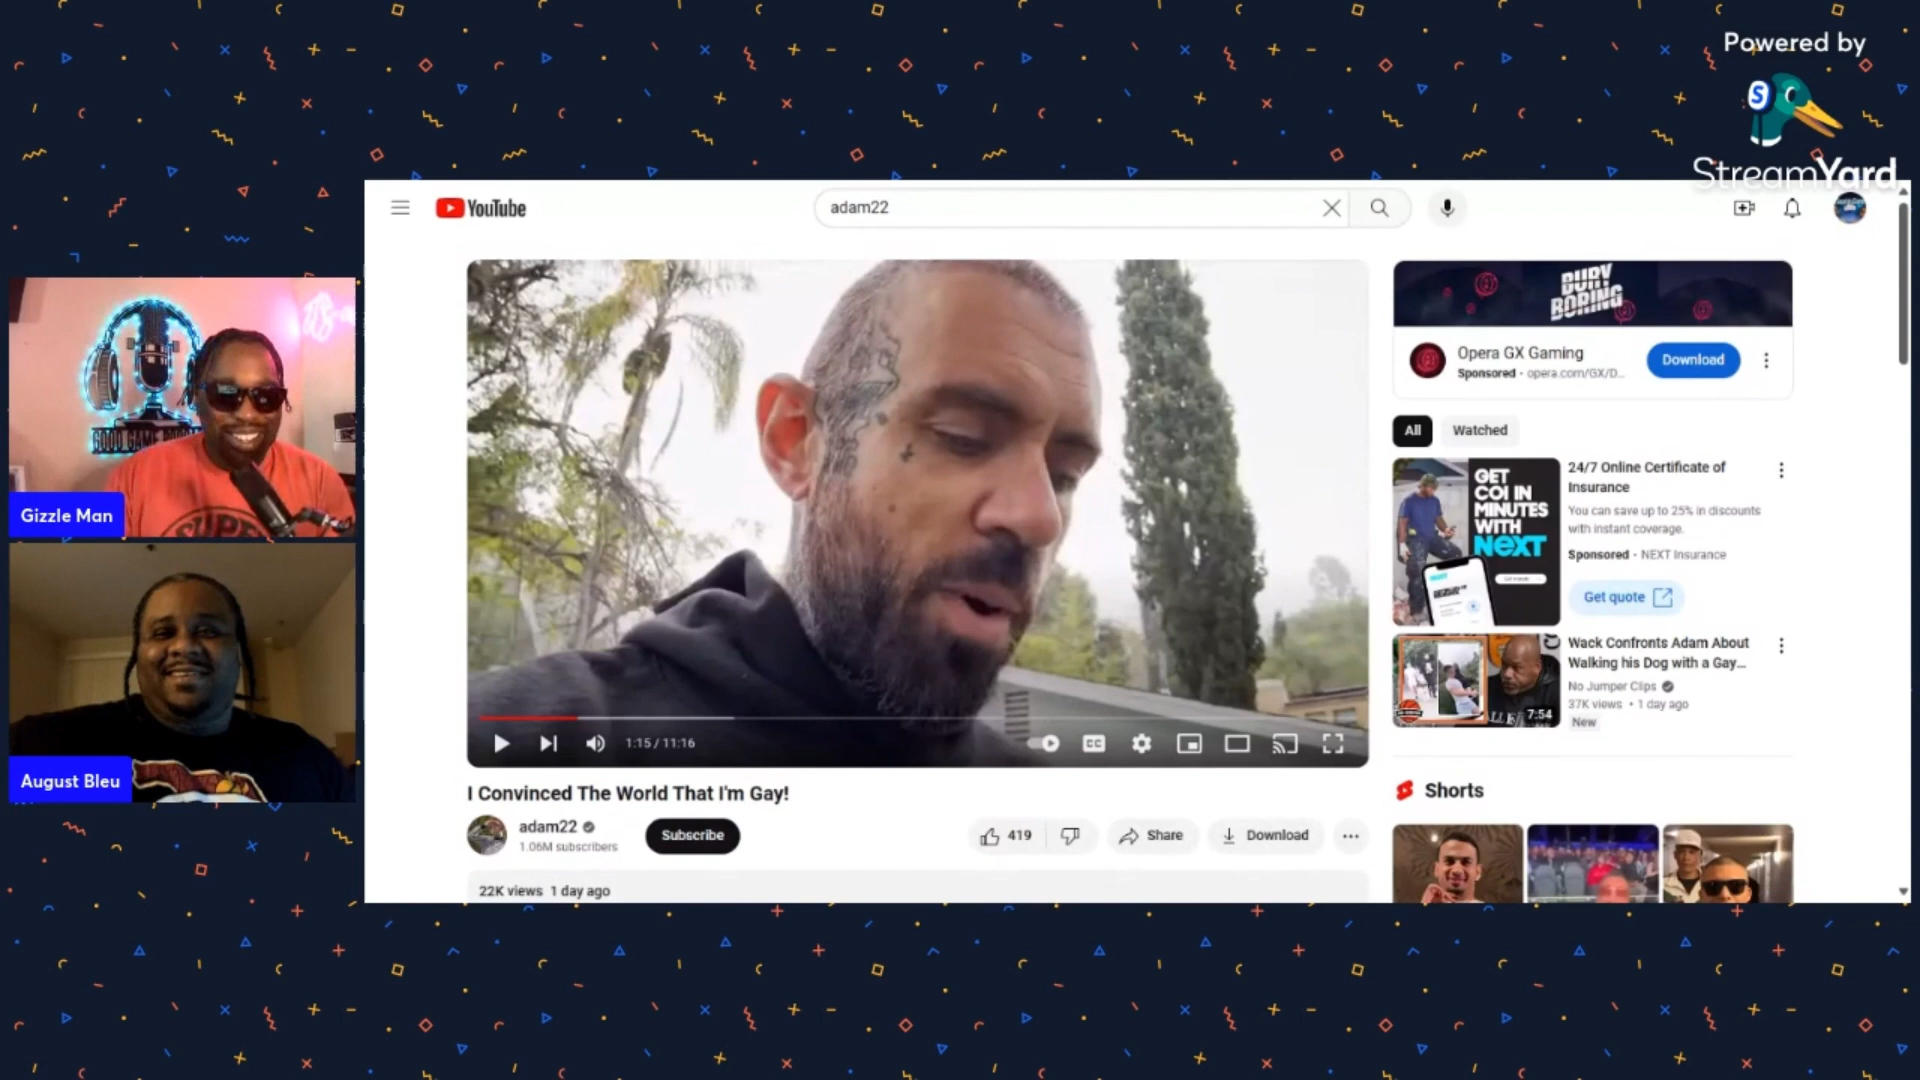 Powered by
StreamYard
YouTube
adam22
BURY
BORING
Opera GX Gaming
Sponsored · opera.com/GX/D...
Download
All
Watched
GET
COI IN
MINUTES
WITH
NEXT
24/7 Online Certificate of
Insurance
You can save up to 25% in discounts
with instant coverage.
Sponsored · NEXT Insurance
Get quote
Wack Confronts Adam About
Walking his Dog with a Gay...
No Jumper Clips
37K views · 1 day ago
New
7:54
Shorts
GOOD GAME
Gizzle Man
August Bleu
1:15 / 11:16
CC
I Convinced The World That I'm Gay!
adam22
1.06M subscribers
Subscribe
419
Share
Download
22K views 1 day ago